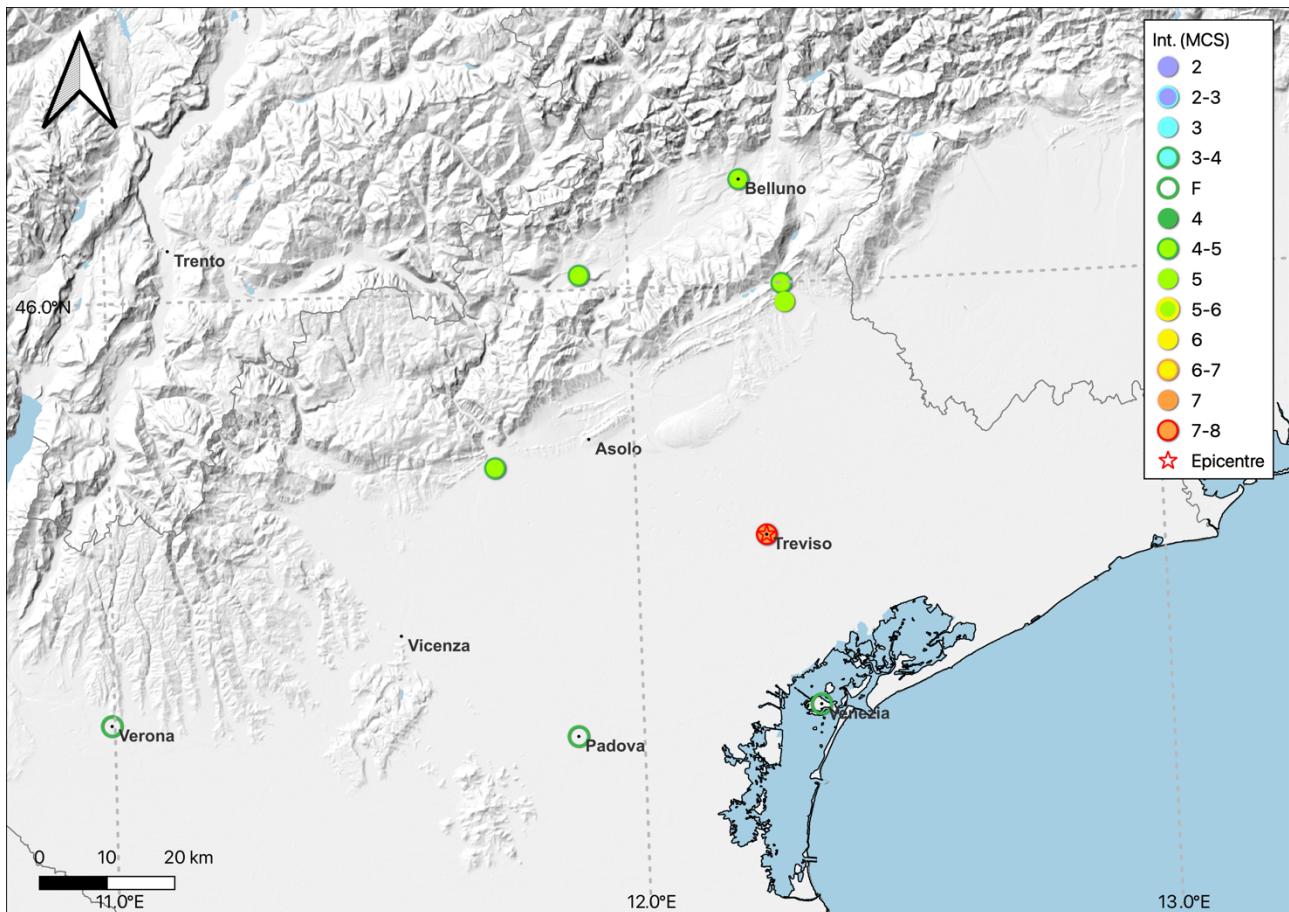 Int. (MCS)
2
2-3
3
3-4
F
4
4-5
5
5-6
6
6-7
7
7-8
Epicentre
Belluno
Trento
46.0°N
Asolo
Treviso
Vicenza
Venezia
Verona
Padova
0 10 20 km
11.0°E 12.0°E 13.0°E